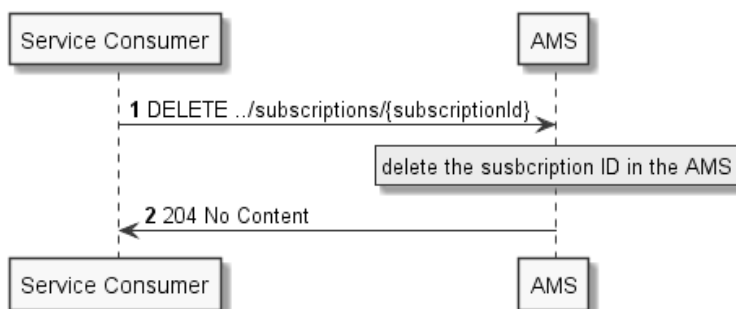 Service Consumer
AMS
1 DELETE ../subscriptions/{subscriptionId}
delete the susbcription ID in the AMS
2 204 No Content
Service Consumer
AMS